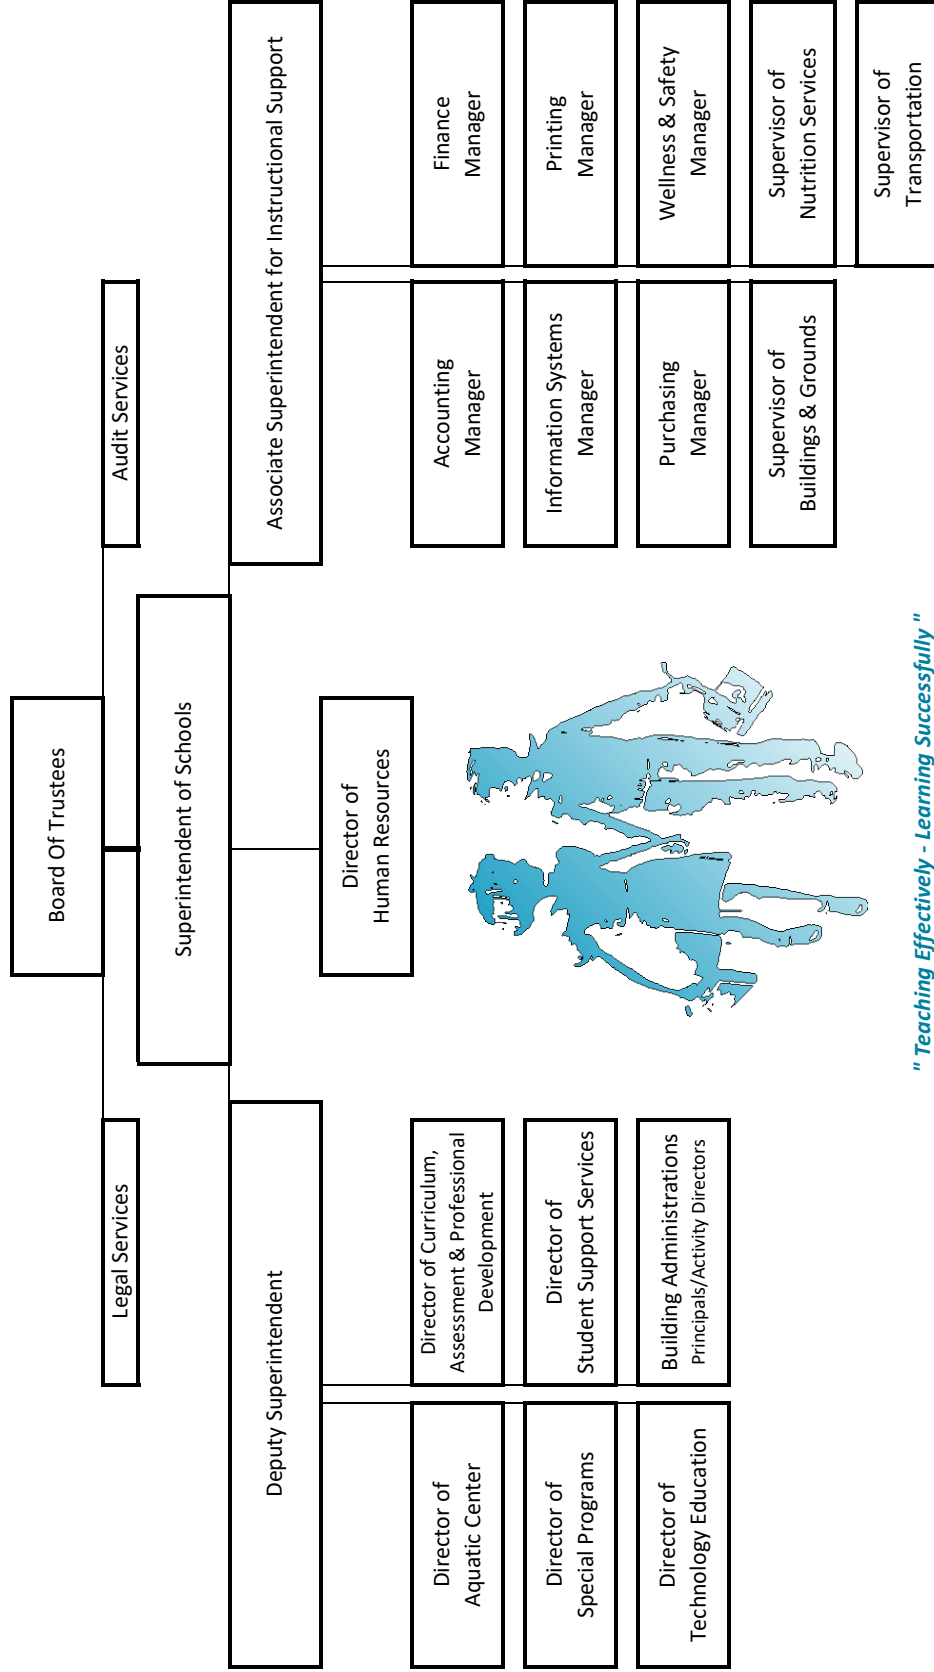 Board Of Trustees
Legal Services
Audit Services
Superintendent of Schools
Deputy Superintendent
Associate Superintendent for Instructional Support
Director of
Human Resources
Director of
Aquatic Center
Director of Curriculum,
Assessment & Professional
Development
Accounting
Manager
Finance
Manager
Director of
Special Programs
Director of
Student Support Services
Information Systems
Manager
Printing
Manager
Director of
Technology Education
Building Administrations
Principals/Activity Directors
Purchasing
Manager
Wellness & Safety
Manager
Supervisor of
Buildings & Grounds
Supervisor of
Nutrition Services
Supervisor of
Transportation
" Teaching Effectively - Learning Successfully "